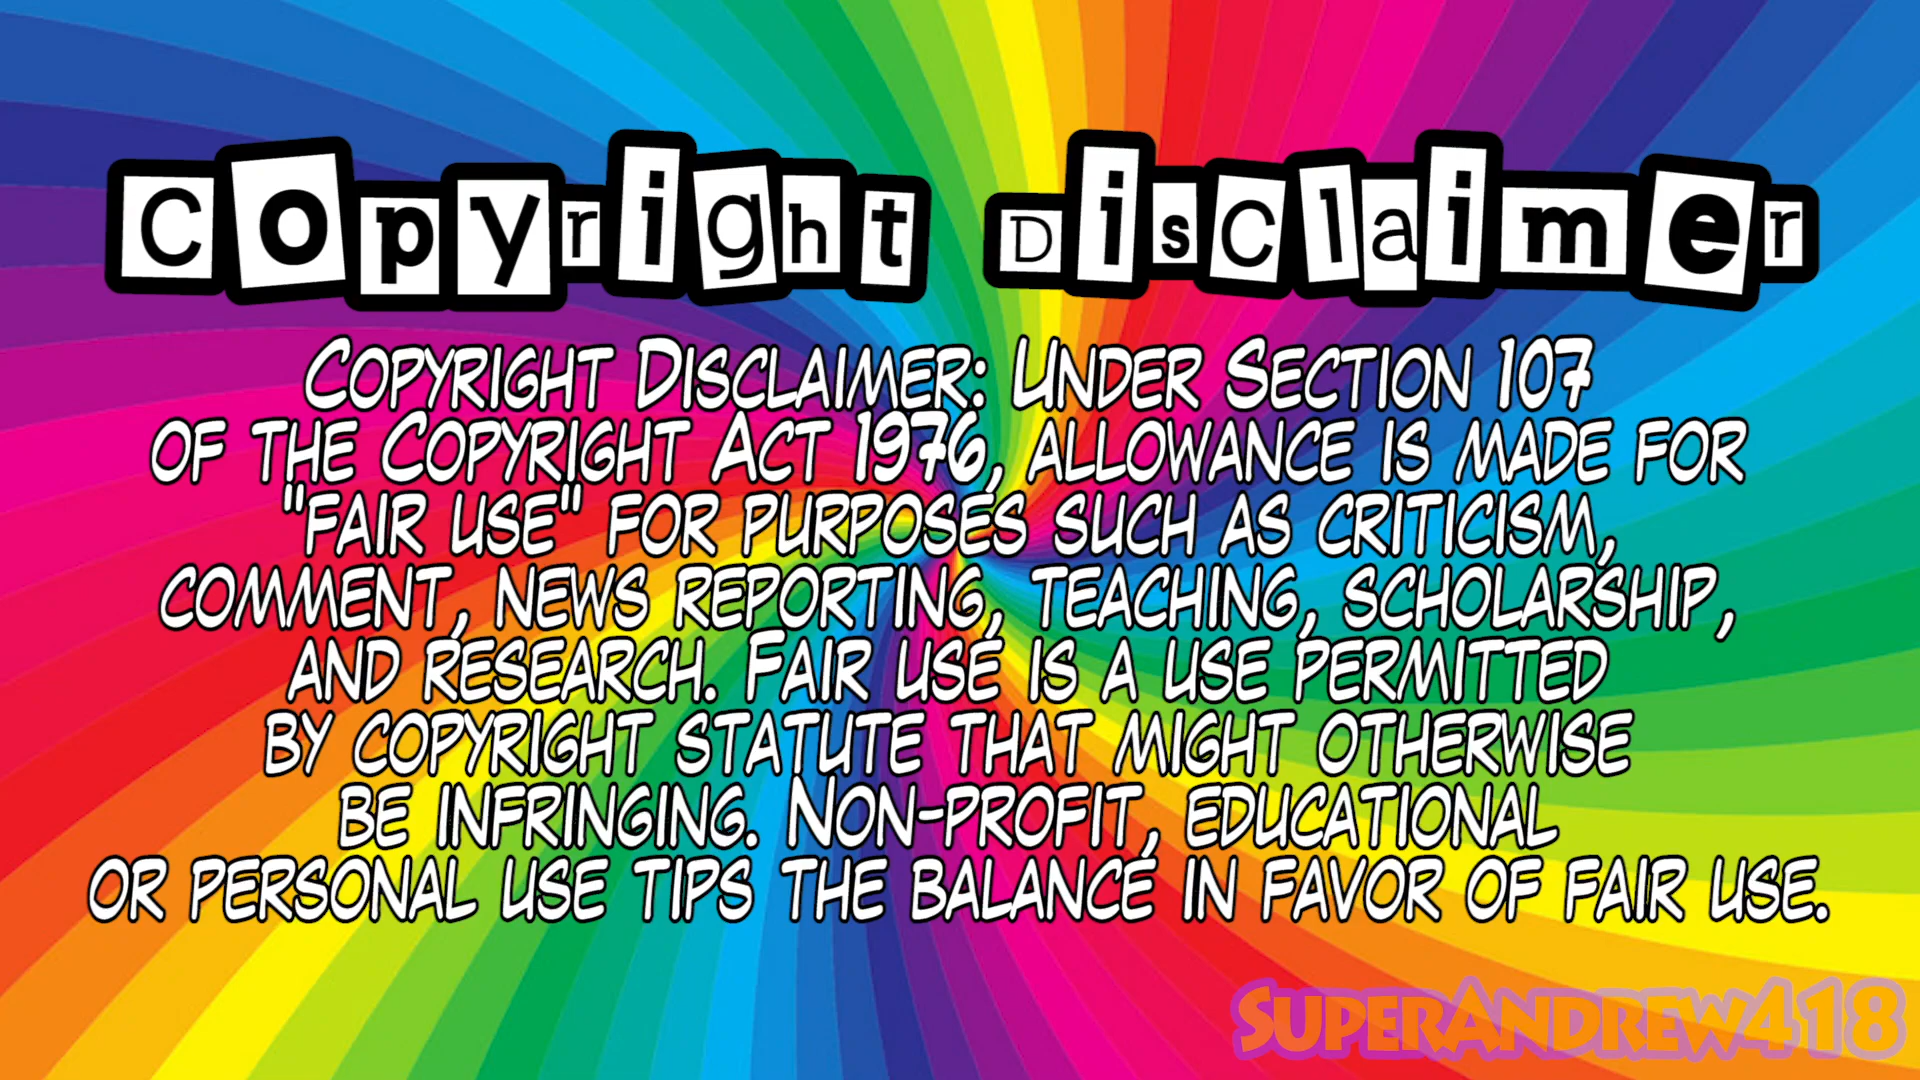 Copyright Disclaimer
Copyright Disclaimer: Under Section 107
of the Copyright Act 1976, allowance is made for
"fair use" for purposes such as criticism,
comment, news reporting, teaching, scholarship,
and research. Fair use is a use permitted
by copyright statute that might otherwise
be infringing. Non-profit, educational
or personal use tips the balance in favor of fair use.
SuperAndrew418